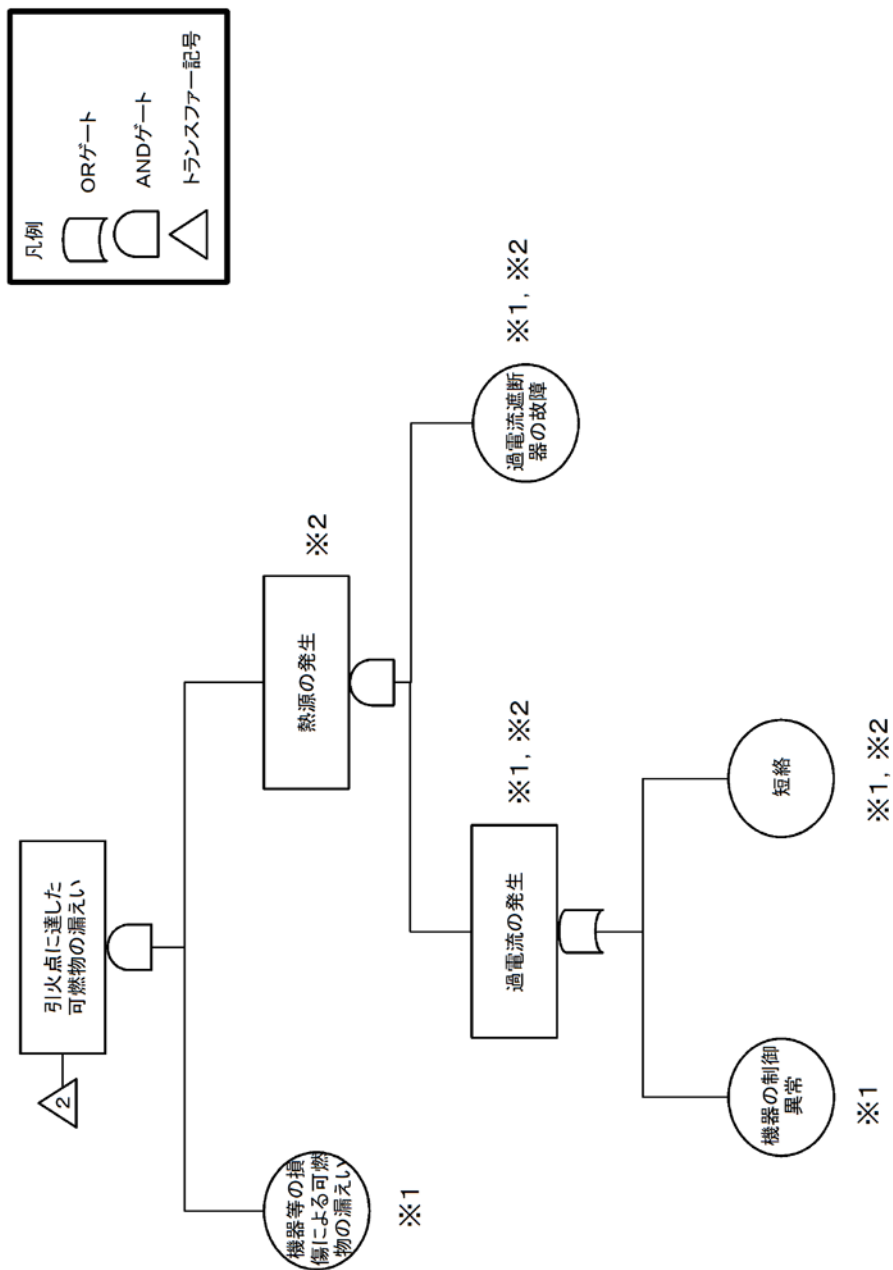 凡例
ORゲート
ANDゲート
トランスファー記号
2
引火点に達した
可燃物の漏えい
機器等の損
傷による可燃
物の漏えい
※1
熱源の発生
※2
過電流の発生
※1, ※2
過電流遮断
器の故障
※1, ※2
機器の制御
異常
※1
短絡
※1, ※2